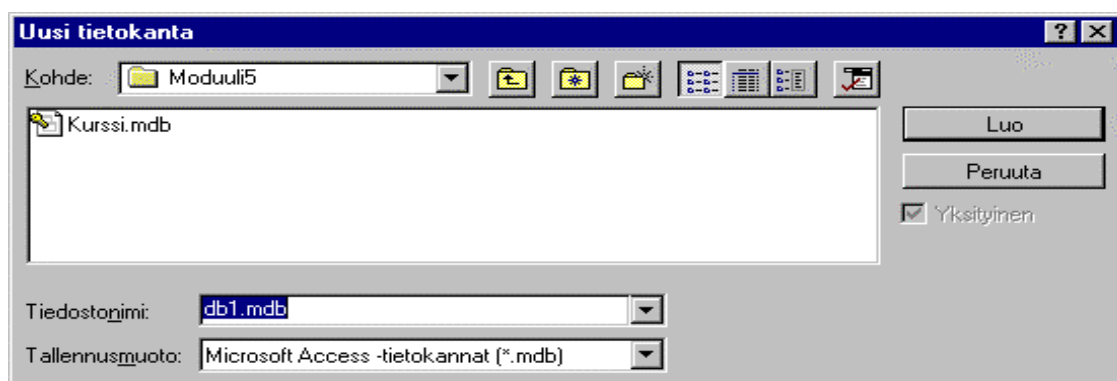 Uusi tietokanta
Kohde: Moduuli5
Kurssi.mdb
Luo
Peruuta
Yksityinen
Tiedostonimi: db1.mdb
Tallennusmuoto: Microsoft Access -tietokannat (*.mdb)